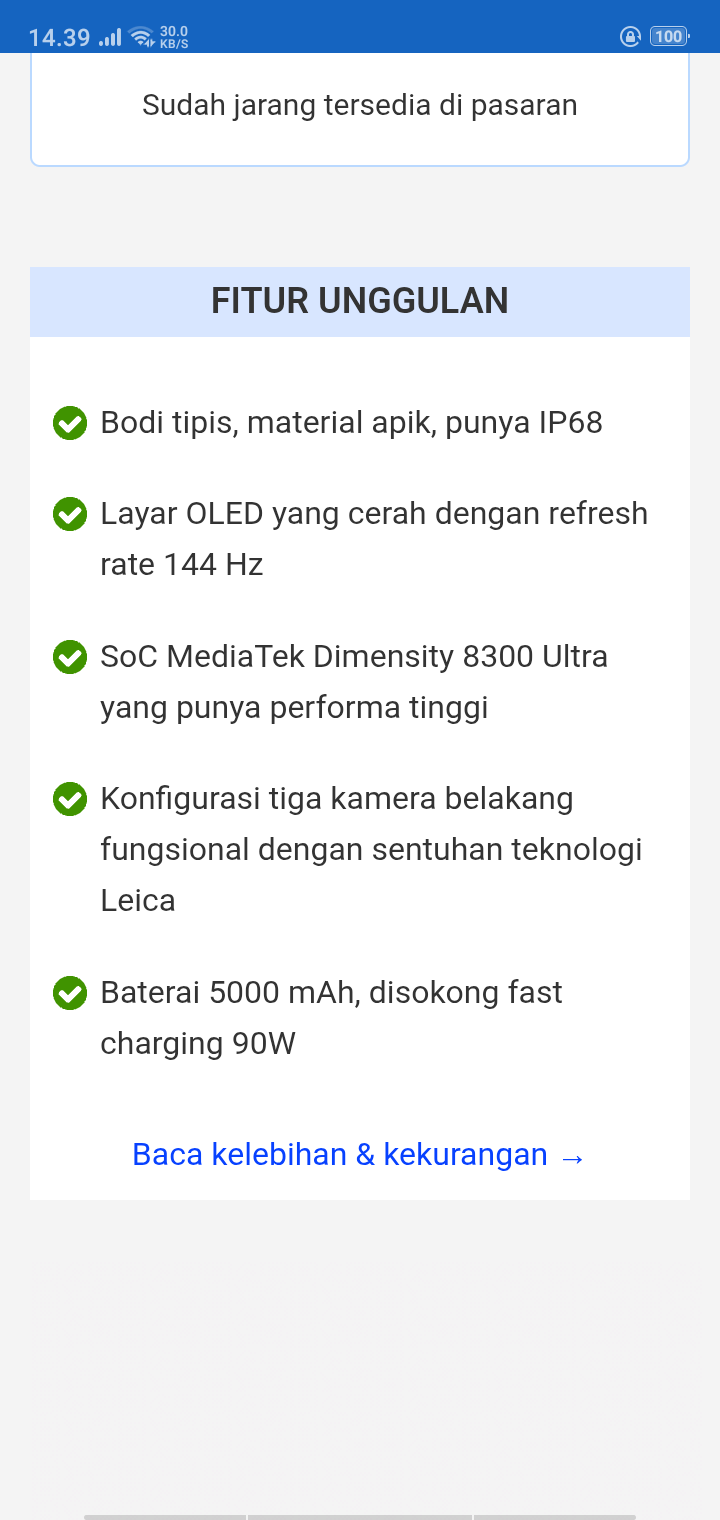 14.39
30.0
KB/S
100
Sudah jarang tersedia di pasaran
FITUR UNGGULAN
Bodi tipis, material apik, punya IP68
Layar OLED yang cerah dengan refresh
rate 144 Hz
SoC MediaTek Dimensity 8300 Ultra
yang punya performa tinggi
Konfigurasi tiga kamera belakang
fungsional dengan sentuhan teknologi
Leica
Baterai 5000 mAh, disokong fast
charging 90W
Baca kelebihan & kekurangan →